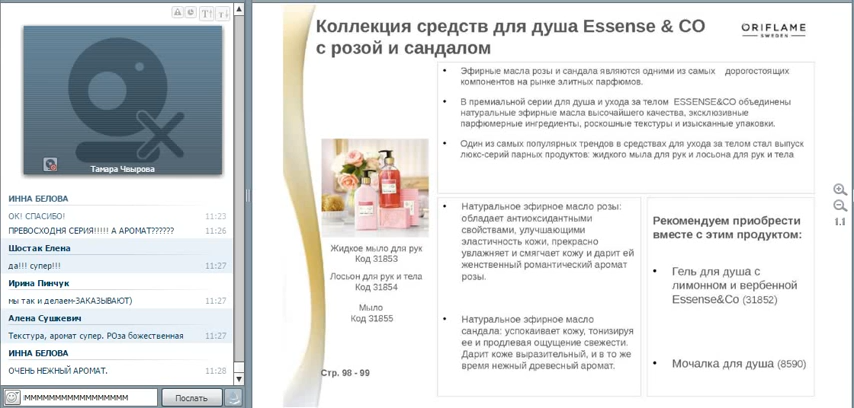 Тамара Чвырова
ИННА БЕЛОВА
ОК! СПАСИБО! 11:23
ПРЕВОСХОДНЯ СЕРИЯ!!!!! А АРОМАТ?????? 11:26
Шостак Елена
да!!! супер!!! 11:27
Ирина Пинчук
мы так и делаем-ЗАКАЗЫВАЮТ) 11:27
Алена Сушкевич
Текстура, аромат супер. РОза божественная 11:27
ИННА БЕЛОВА
ОЧЕНЬ НЕЖНЫЙ АРОМАТ. 11:28
Послать
Коллекция средств для душа Essense & CO
с розой и сандалом
ORIFLAME
SWEDEN
• Эфирные масла розы и сандала являются одними из самых дорогостоящих
компонентов на рынке элитных парфюмов.
• В премиальной серии для душа и ухода за телом ESSENSE&CO объединены
натуральные эфирные масла высочайшего качества, эксклюзивные
парфюмерные ингредиенты, роскошные текстуры и изысканные упаковки.
• Один из самых популярных трендов в средствах для ухода за телом стал выпуск
люкс-серий парных продуктов: жидкого мыла для рук и лосьона для рук и тела
Жидкое мыло для рук
Код 31853
Лосьон для рук и тела
Код 31854
Мыло
Код 31855
Стр. 98 - 99
• Натуральное эфирное масло розы:
обладает антиоксидантными
свойствами, улучшающими
эластичность кожи, прекрасно
увлажняет и смягчает кожу и дарит ей
женственный романтический аромат
розы.
• Натуральное эфирное масло
сандала: успокаивает кожу, тонизируя
ее и продлевая ощущение свежести.
Дарит коже выразительный, и в то же
время нежный древесный аромат.
Рекомендуем приобрести
вместе с этим продуктом:
• Гель для душа с
лимоном и вербенной
Essense&Co (31852)
• Мочалка для душа (8590)
1:1